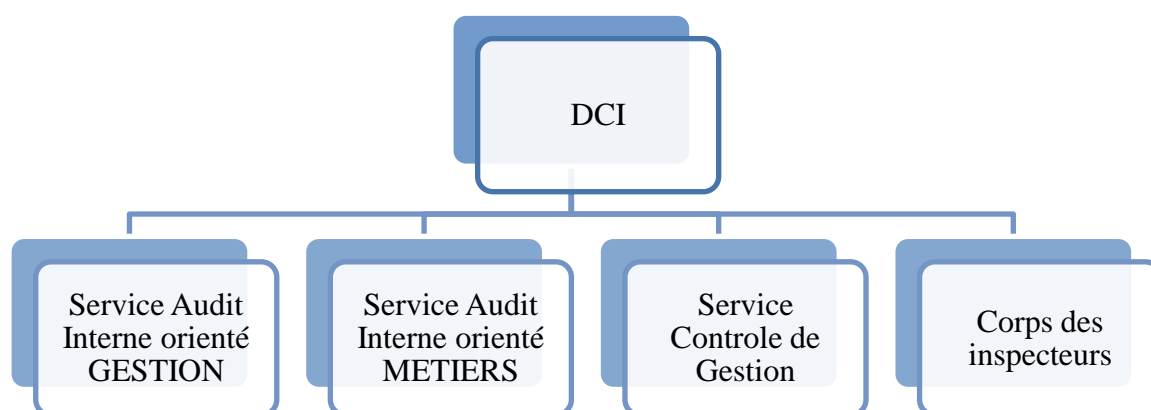 DCI
Service Audit
Interne orienté
GESTION
Service Audit
Interne orienté
METIERS
Service
Controle de
Gestion
Corps des
inspecteurs